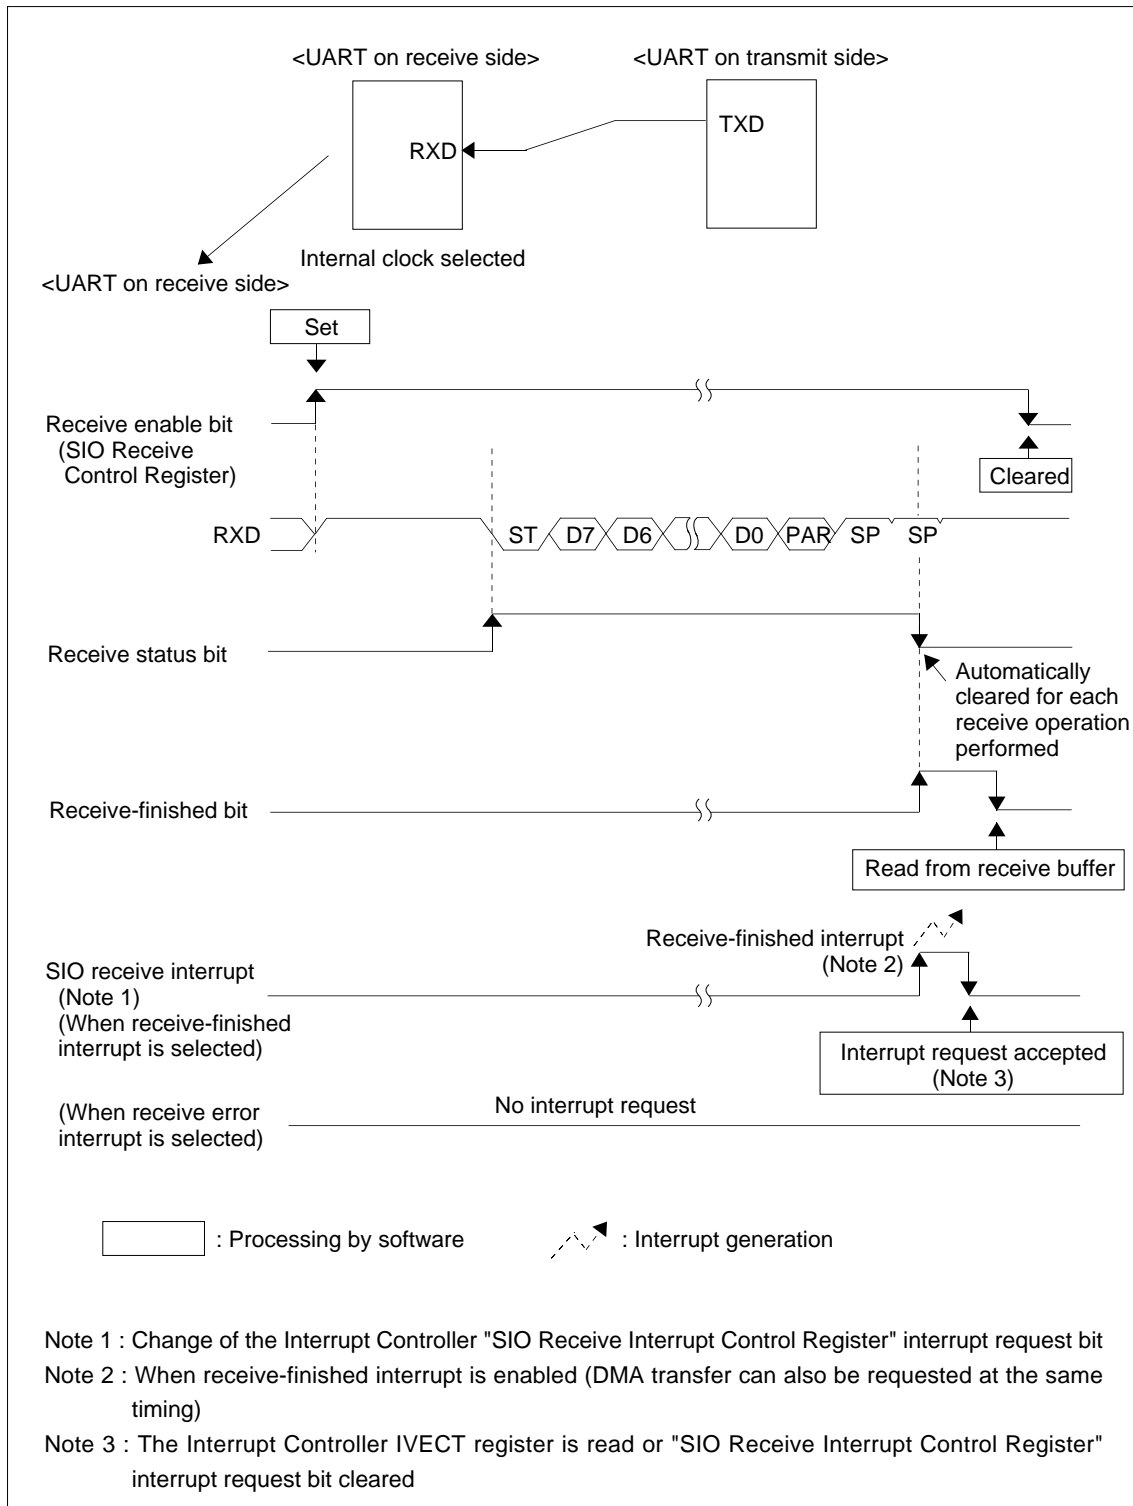 <UART on receive side>
<UART on transmit side>
TXD
RXD
Internal clock selected
<UART on receive side>
Set
Receive enable bit
(SIO Receive
Control Register)
Cleared
RXD
ST D7 D6 D0 PAR SP SP
Receive status bit
Automatically
cleared for each
receive operation
performed
Receive-finished bit
Read from receive buffer
Receive-finished interrupt
(Note 2)
SIO receive interrupt
(Note 1)
(When receive-finished
interrupt is selected)
Interrupt request accepted
(Note 3)
(When receive error
interrupt is selected)
No interrupt request
: Processing by software
: Interrupt generation
Note 1 : Change of the Interrupt Controller "SIO Receive Interrupt Control Register" interrupt request bit
Note 2 : When receive-finished interrupt is enabled (DMA transfer can also be requested at the same
timing)
Note 3 : The Interrupt Controller IVECT register is read or "SIO Receive Interrupt Control Register"
interrupt request bit cleared